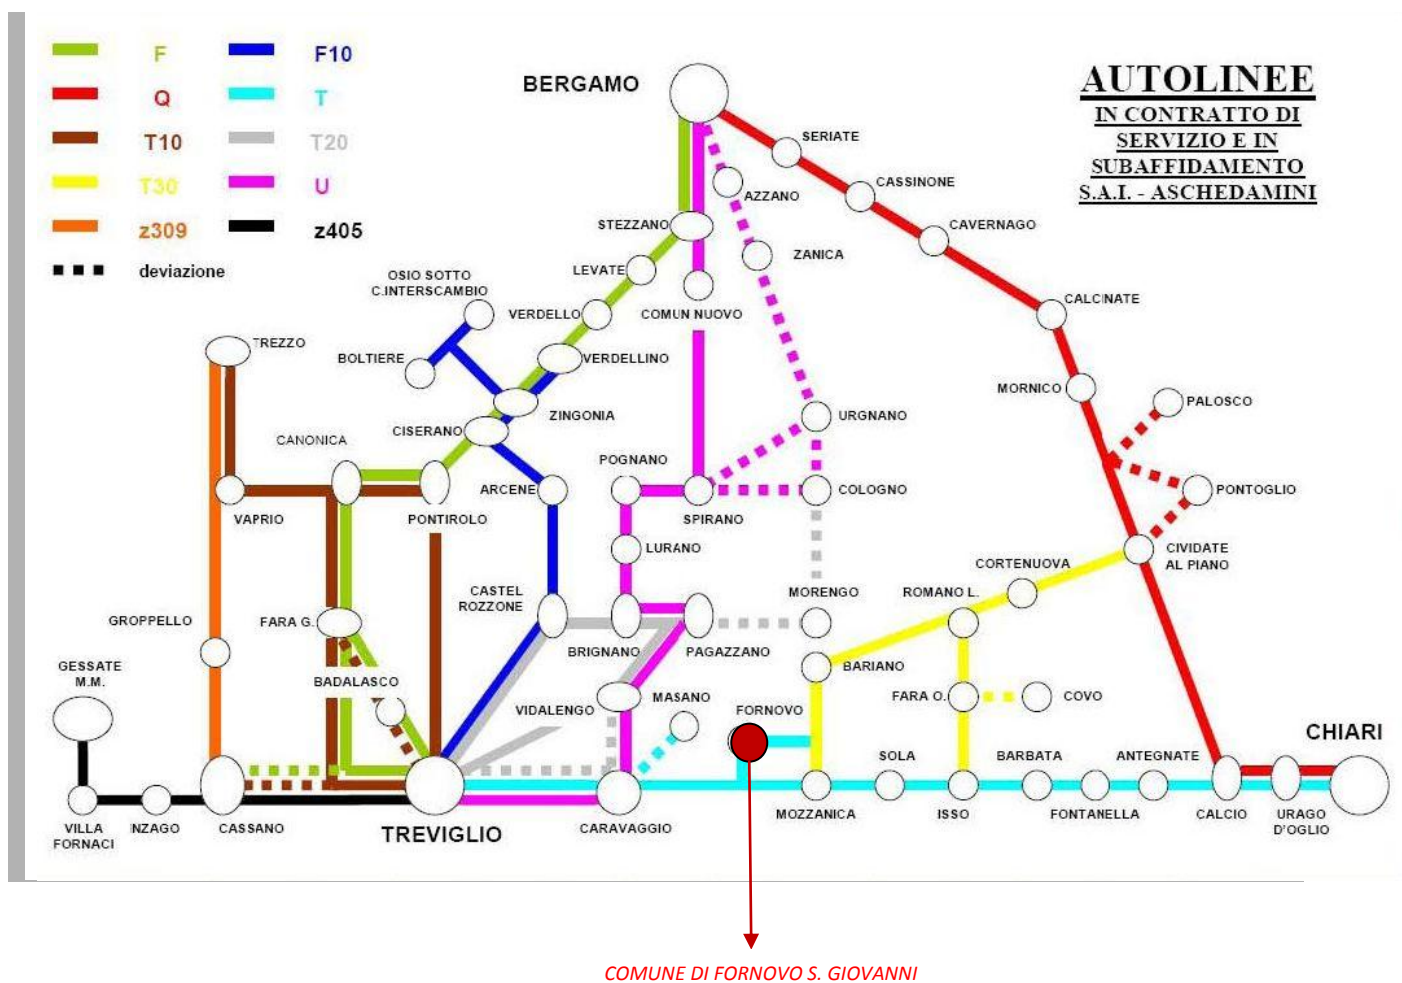 F
F10
Q
T
T10
T20
T30
U
z309
z405
deviazione
AUTOLINEE
IN CONTRATTO DI
SERVIZIO E IN
SUBAFFIDAMENTO
S.A.I. - ASCHEDAMINI
BERGAMO
SERIATE
AZZANO
CASSINONE
STEZZANO
CAVERNAGO
ZANICA
LEVATE
OSIO SOTTO
C.INTERSCAMBIO
CALCINATE
VERDELLO
COMUN NUOVO
TREZZO
BOLTIERE
VERDELLINO
MORNICO
PALOSCO
ZINGONIA
URGNANO
CISERANO
CANONICA
POGNANO
ARCENE
COLOGNO
PONTOGLIO
VAPRIO
PONTIROLO
SPIRANO
LURANO
CIVIDATE
AL PIANO
CORTENUOVA
CASTEL
ROZZONE
MORENGO
ROMANO L.
GROPPELLO
FARA G.
BRIGNANO
PAGAZZANO
GESSATE
M.M.
BARIANO
BADALASCO
VIDALENGO
MASANO
FORNOVO
FARA O.
COVO
CHIARI
SOLA
BARBATA
ANTEGNATE
VILLA
FORNACI
NZAGO
CASSANO
TREVIGLIO
CARAVAGGIO
MOZZANICA
ISSO
FONTANELLA
CALCIO
URAGO
D'OGLIO
COMUNE DI FORNOVO S. GIOVANNI